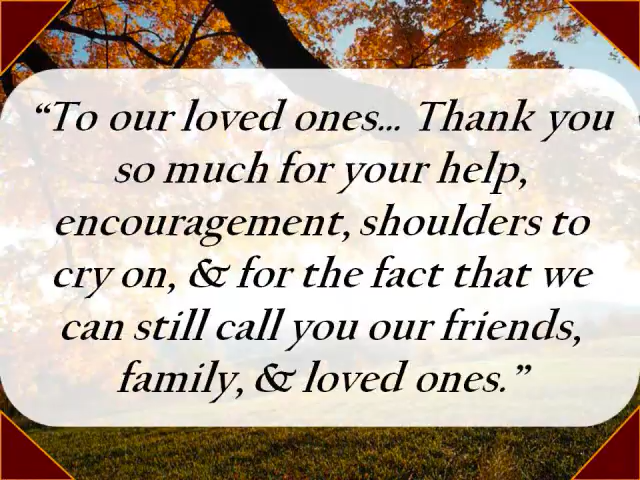 “To our loved ones... Thank you
so much for your help,
encouragement, shoulders to
cry on, & for the fact that we
can still call you our friends,
family, & loved ones.”